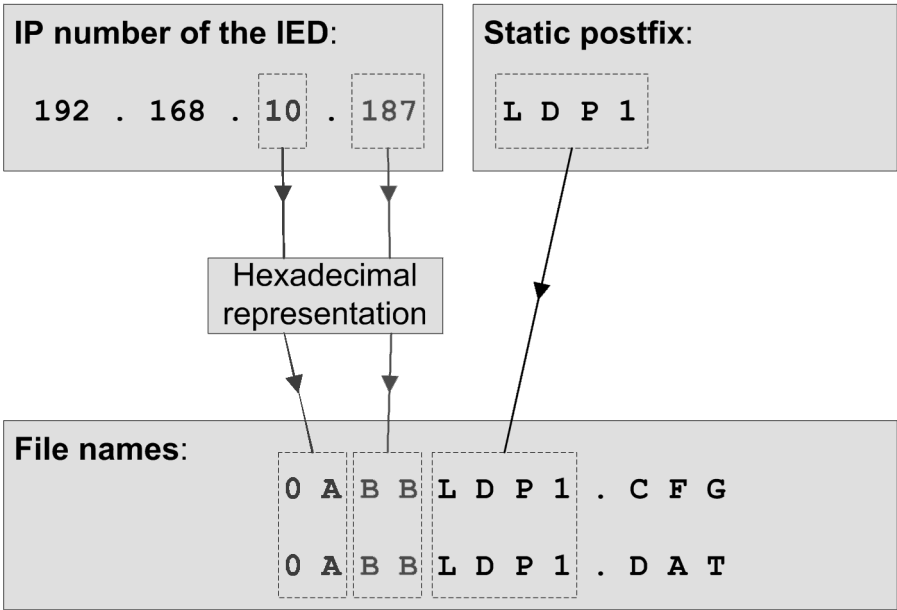 IP number of the IED:
192 . 168 . 10 . 187
Static postfix:
L D P 1
Hexadecimal
representation
File names:
0 A B B L D P 1 . C F G
0 A B B L D P 1 . D A T